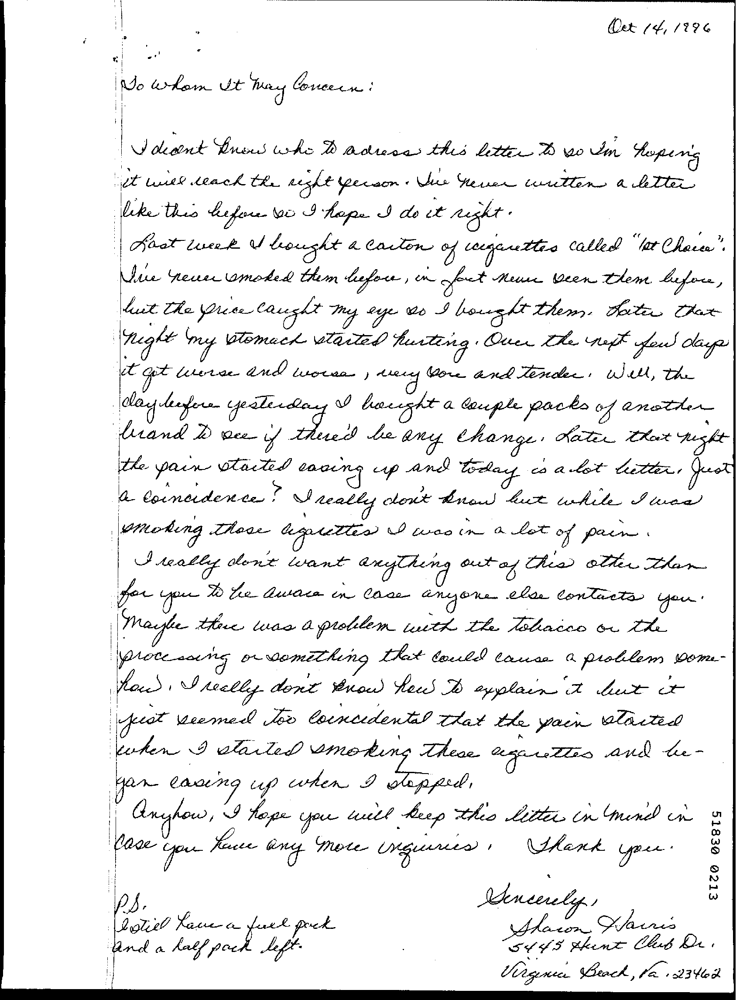 Oct 14, 1996
To Whom It May Concern:
I dident know who to adress this letter to so I'm hoping
it will reach the right person. I've never written a letter
like this before so I hope I do it right.
Last week I bought a carton of cigarettes called "1st Choice".
I've never smoked them before, in fact never seen them before,
but the price caught my eye so I bought them. Later that
night my stomach started hurting. Over the next few days
it got worse and worse, very sore and tender. Well, the
day before yesterday I bought a couple packs of another
brand to see if there'd be any change. Later that night
the pain started easing up and today is a lot better. Just
a coincidence? I really don't know but while I was
smoking those cigarettes I was in a lot of pain.
I really don't want anything out of this other than
for you to be aware in case anyone else contacts you.
Maybe there was a problem with the tobacco or the
processing or something that could cause a problem some-
how. I really don't know how to explain it but it
just seemed too coincidental that the pain started
when I started smoking these cigarettes and be-
gan easing up when I stopped.
Anyhow, I hope you will keep this letter in mind in
case you have any more inquiries. Thank you.
Sincerely,
Sharon Harris
5445 Hunt Club Dr.
Virginia Beach, Va. 23462
P.S.
I still have a full pack
and a half pack left.
51830 0213